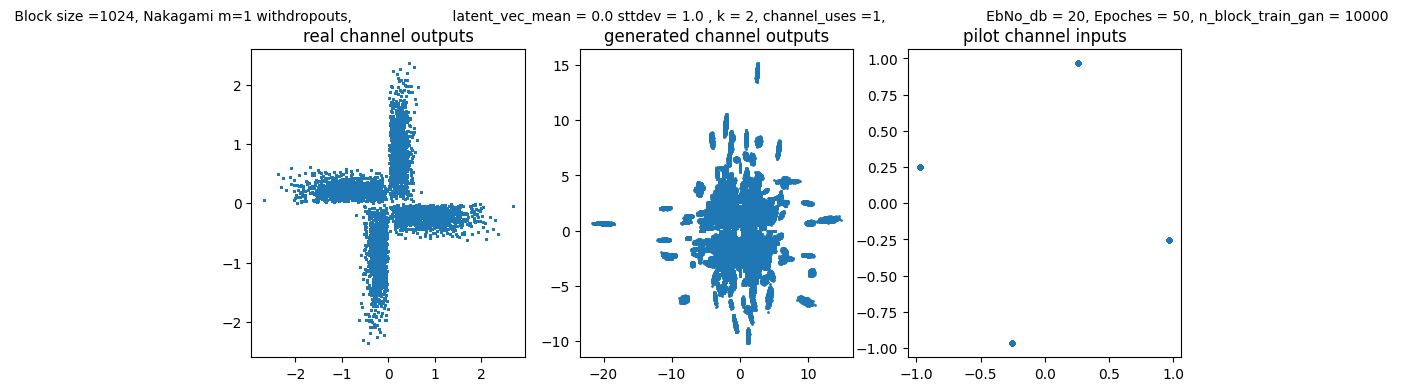 Block size =1024, Nakagami m=1 withdropouts, latent_vec_mean = 0.0 sttdev = 1.0 , k = 2, channel_uses =1, EbNo_db = 20, Epoches = 50, n_block_train_gan = 10000
real channel outputs
2
1
0
−1
−2
−2 −1 0 1 2
generated channel outputs
15
10
5
0
−5
−10
−20 −10 0 10
pilot channel inputs
1.00
0.75
0.50
0.25
0.00
−0.25
−0.50
−0.75
−1.00
−1.0 −0.5 0.0 0.5 1.0